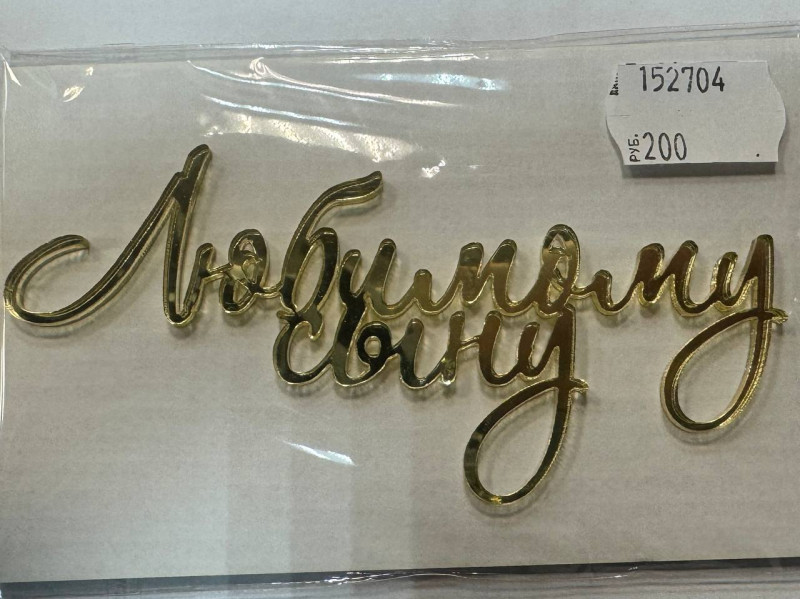 152704
РУБ. 200 .
Любимому
сыну